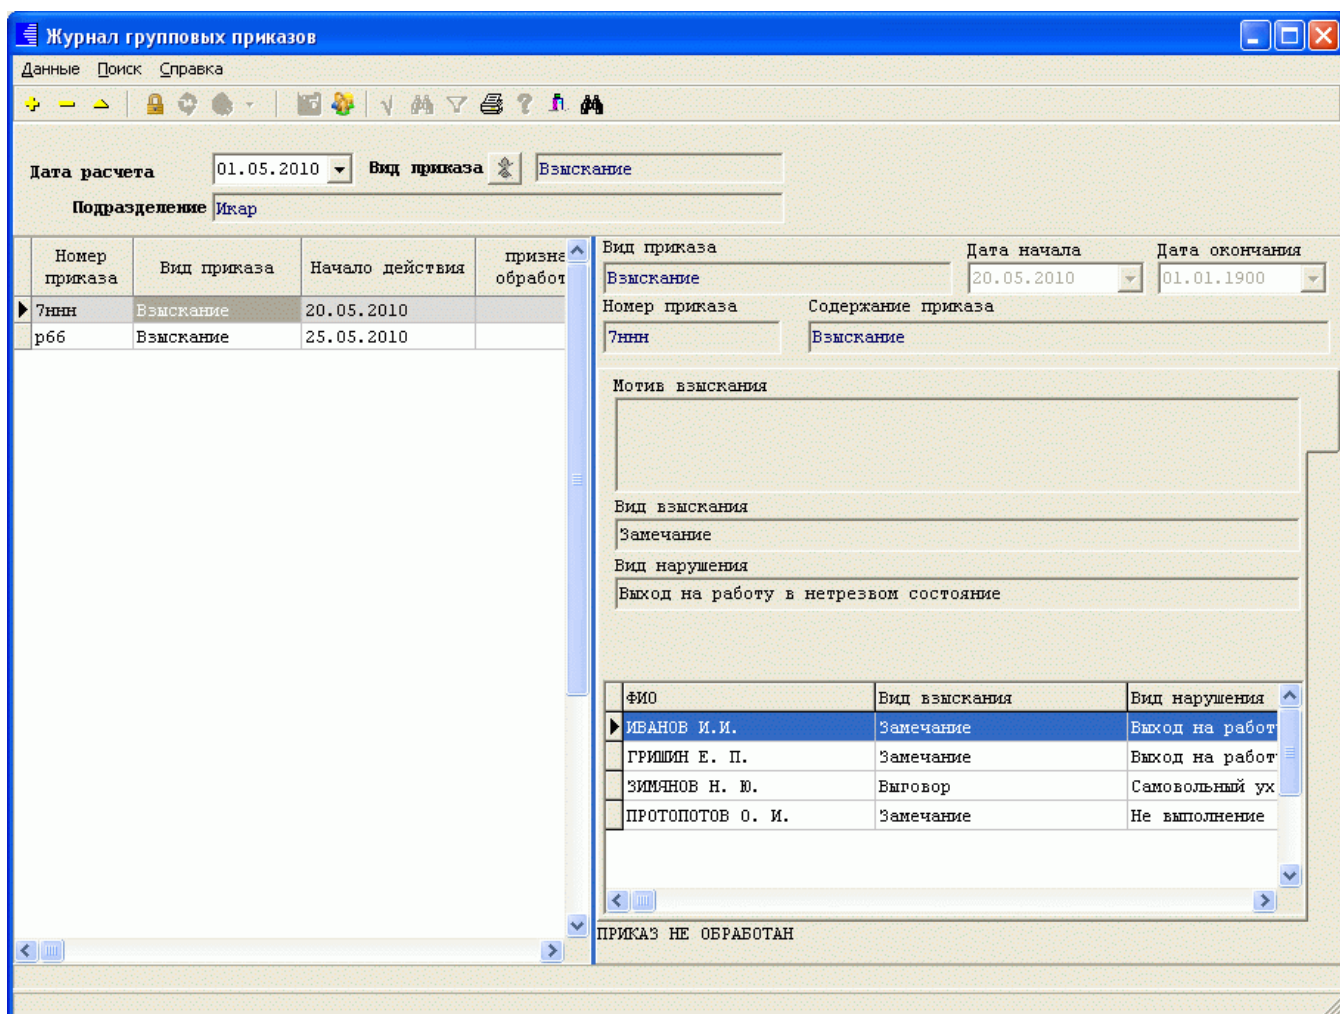 Журнал групповых приказов
Данные Поиск Справка
Дата расчета 01.05.2010 Вид приказа Взыскание
Подразделение Икар
Номер приказа Вид приказа Начало действия призна обработ
7ннн Взыскание 20.05.2010
р66 Взыскание 25.05.2010
Вид приказа Дата начала Дата окончания
Взыскание 20.05.2010 01.01.1900
Номер приказа Содержание приказа
7ннн Взыскание
Мотив взыскания
Вид взыскания
Замечание
Вид нарушения
Выход на работу в нетрезвом состояние
ФИО Вид взыскания Вид нарушения
ИВАНОВ И.И. Замечание Выход на работ
ГРИШИН Е. П. Замечание Выход на работ
ЗИМЯНОВ Н. Ю. Выговор Самовольный ух
ПРОТОПОТОВ О. И. Замечание Не выполнение
ПРИКАЗ НЕ ОБРАБОТАН